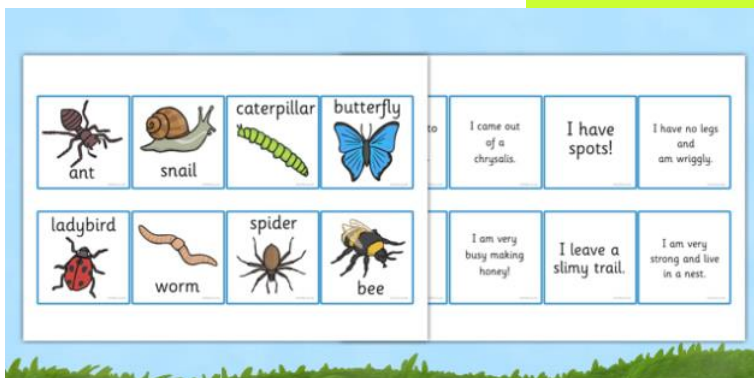 caterpillar butterfly
ant
snail
to
I came out
of a
chrysalis.
I have
spots!
I have no legs
and
am wriggly.
ladybird
spider
worm
bee
I am very
busy making
honey!
I leave a
slimy trail.
I am very
strong and live
in a nest.